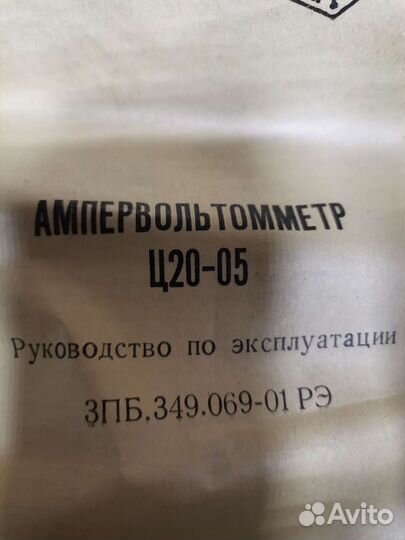 АМПЕРВОЛЬТОММЕТР
Ц20-05
Руководство по эксплуатации
3ПБ.349.069-01 РЭ
Avito